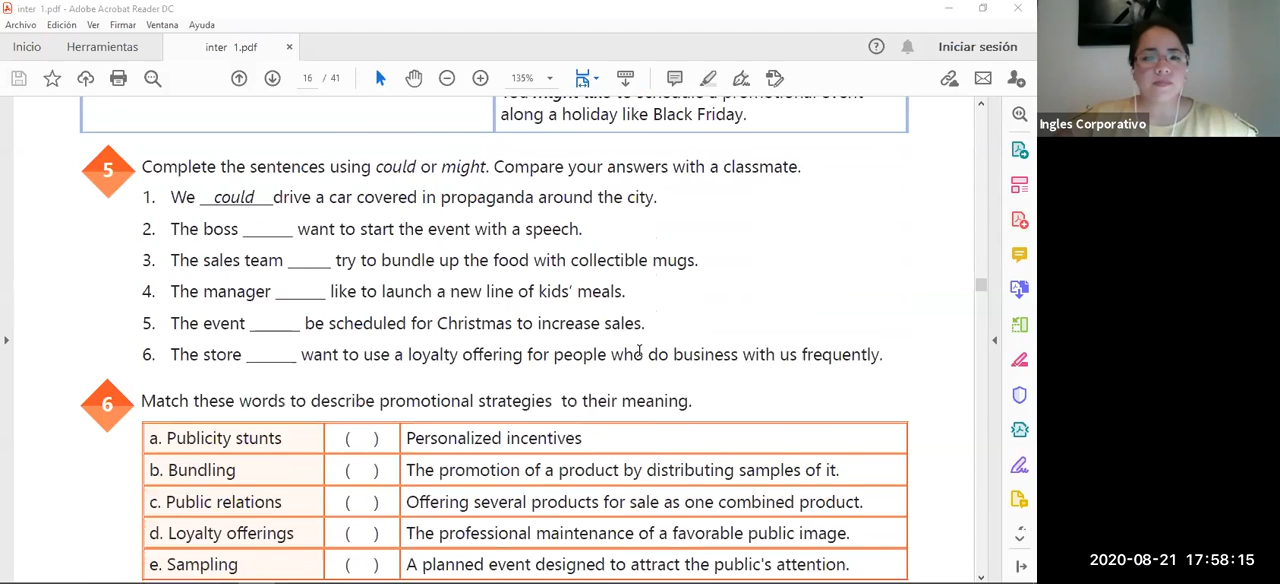 inter 1.pdf - Adobe Acrobat Reader DC
Archivo Edición Ver Firmar Ventana Ayuda
Inicio Herramientas inter 1.pdf × Iniciar sesión
16 / 41 135%
You might like to schedule a promotional event
along a holiday like Black Friday.
Ingles Corporativo
5 Complete the sentences using could or might. Compare your answers with a classmate.
1. We __could__drive a car covered in propaganda around the city.
2. The boss ______ want to start the event with a speech.
3. The sales team _____ try to bundle up the food with collectible mugs.
4. The manager ______ like to launch a new line of kids' meals.
5. The event ______ be scheduled for Christmas to increase sales.
6. The store ______ want to use a loyalty offering for people who do business with us frequently.
6 Match these words to describe promotional strategies to their meaning.
a. Publicity stunts ( ) Personalized incentives
b. Bundling ( ) The promotion of a product by distributing samples of it.
c. Public relations ( ) Offering several products for sale as one combined product.
d. Loyalty offerings ( ) The professional maintenance of a favorable public image.
e. Sampling ( ) A planned event designed to attract the public's attention.
2020-08-21 17:58:15